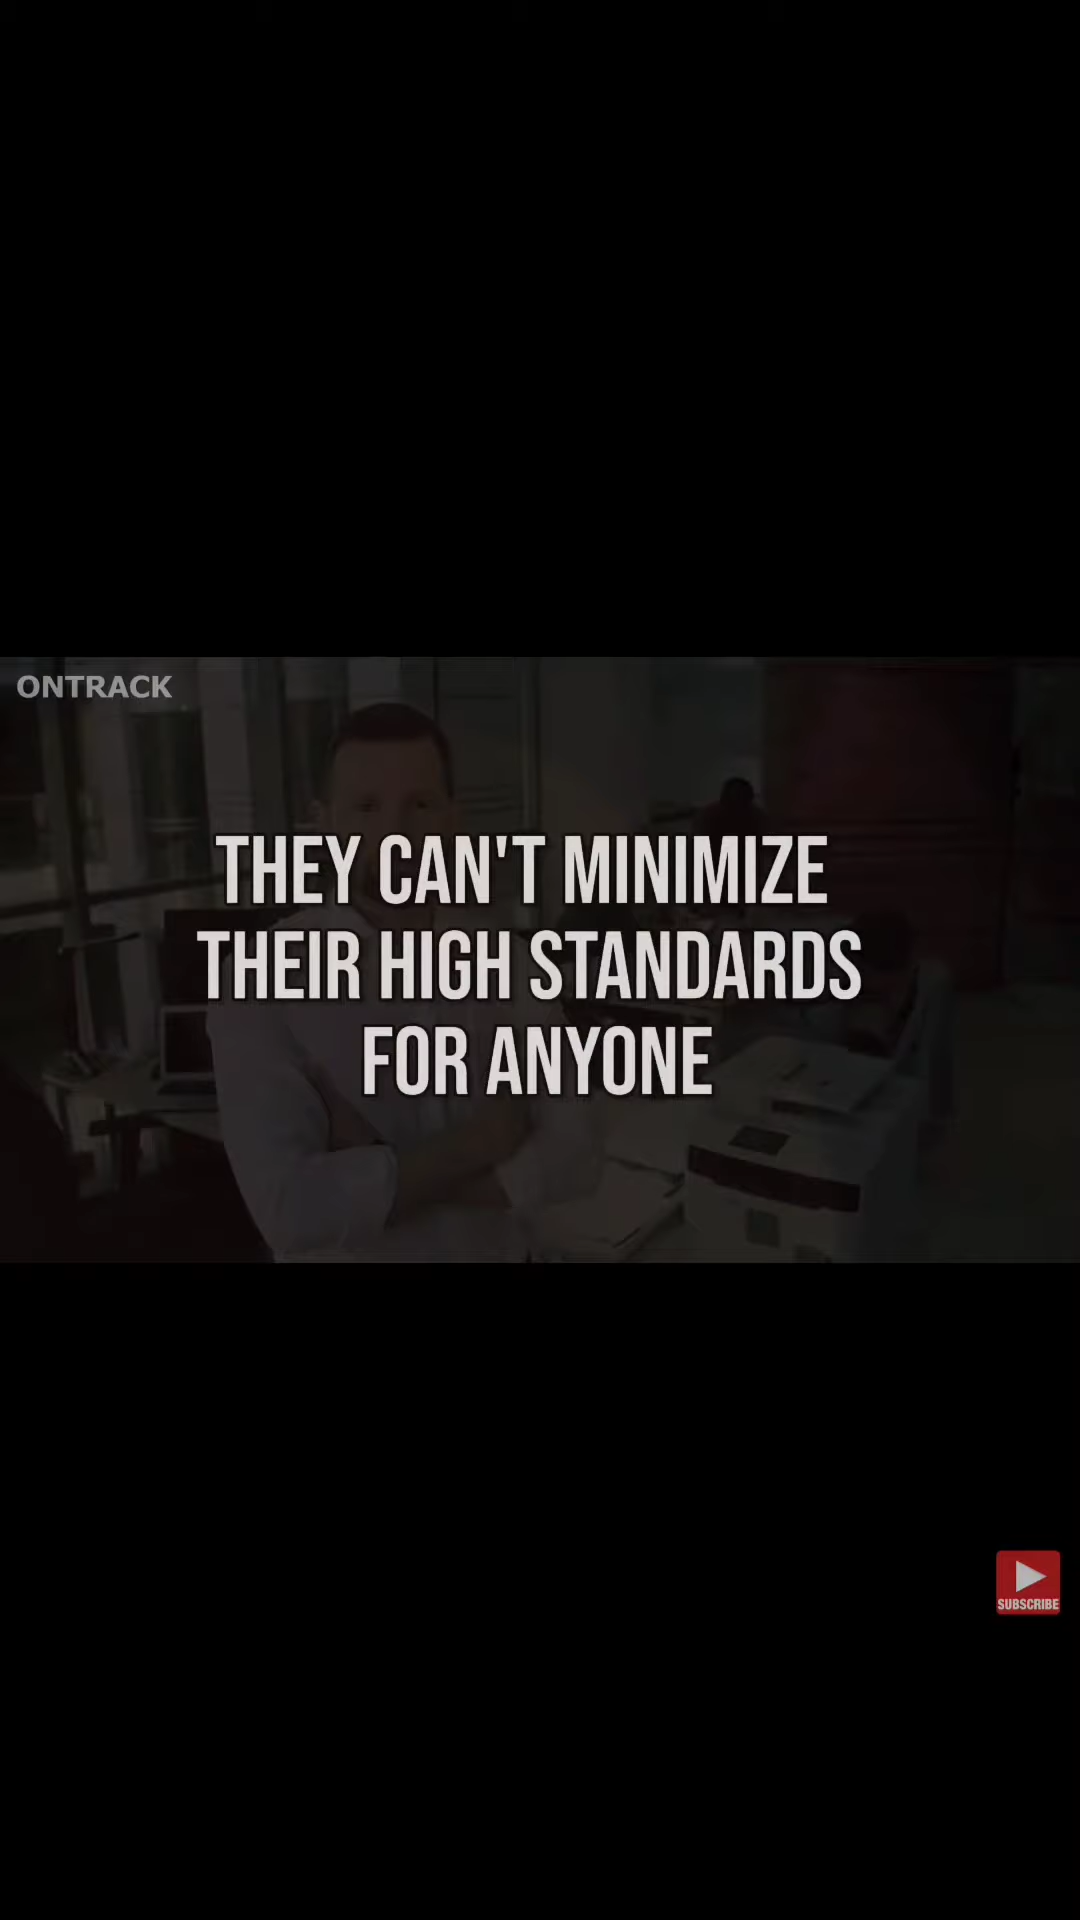 ONTRACK
THEY CAN'T MINIMIZE
THEIR HIGH STANDARDS
FOR ANYONE
SUBSCRIBE